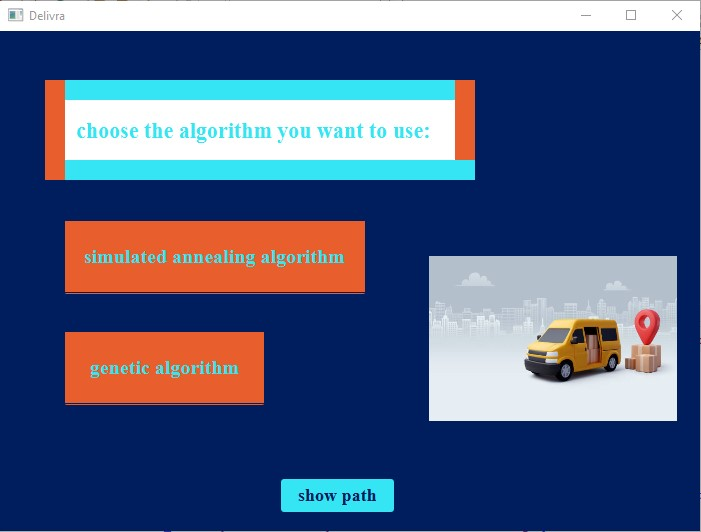 Delivra
choose the algorithm you want to use:
simulated annealing algorithm
genetic algorithm
show path